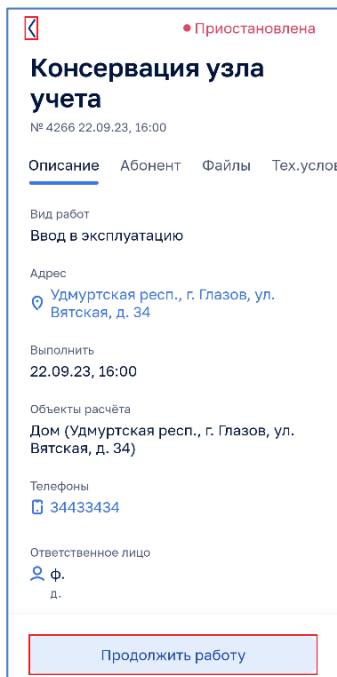 Приостановлена
Консервация узла
учета
№ 4266 22.09.23, 16:00
Описание Абонент Файлы Тех.услов
Вид работ
Ввод в эксплуатацию
Адрес
Удмуртская респ., г. Глазов, ул.
Вятская, д. 34
Выполнить
22.09.23, 16:00
Объекты расчёта
Дом (Удмуртская респ., г. Глазов, ул.
Вятская, д. 34)
Телефоны
34433434
Ответственное лицо
ф.
д.
Продолжить работу